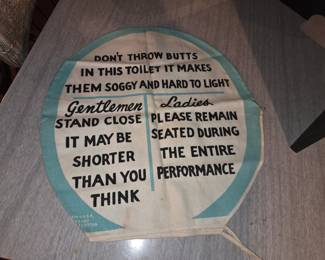 DON'T THROW BUTTS
IN THIS TOILET IT MAKES
THEM SOGGY AND HARD TO LIGHT
Gentlemen
STAND CLOSE
IT MAY BE
SHORTER
THAN YOU
THINK
Ladies
PLEASE REMAIN
SEATED DURING
THE ENTIRE
PERFORMANCE